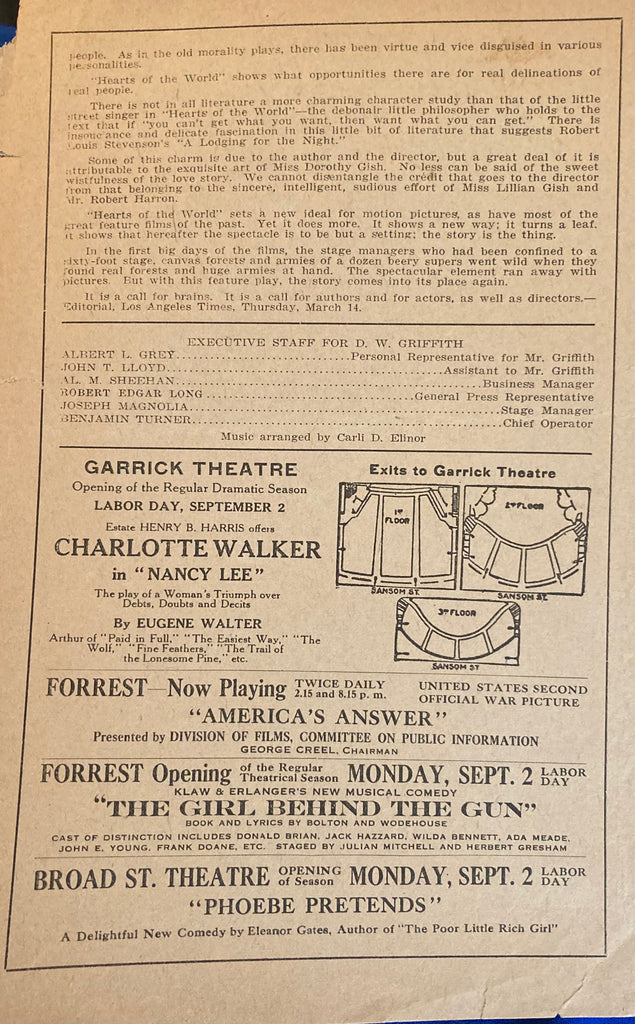 people. As in the old morality plays, there has been virtue and vice disguised in various
personalities.
"Hearts of the World" shows what opportunities there are for real delineations of
real people.
There is not in all literature a more charming character study than that of the little
street singer in "Hearts of the World"—the debonair little philosopher who holds to the
text that if "you can't get what you want, then want what you can get." There is
insouciance and delicate fascination in this little bit of literature that suggests Robert
Louis Stevenson's "A Lodging for the Night."
Some of this charm is due to the author and the director, but a great deal of it is
attributable to the exquisite art of Miss Dorothy Gish. No less can be said of the sweet
wistfulness of the love story. We cannot disentangle the credit that goes to the director
from that belonging to the sincere, intelligent, sudious effort of Miss Lillian Gish and
Mr. Robert Harron.
"Hearts of the World" sets a new ideal for motion pictures, as have most of the
great feature films of the past. Yet it does more. It shows a new way; it turns a leaf.
it shows that hereafter the spectacle is to be but a setting; the story is the thing.
In the first big days of the films, the stage managers who had been confined to a
sixty-foot stage, canvas forests and armies of a dozen beery supers went wild when they
found real forests and huge armies at hand. The spectacular element ran away with
pictures. But with this feature play, the story comes into its place again.
It is a call for brains. It is a call for authors and for actors, as well as directors.—
Editorial, Los Angeles Times, Thursday, March 14.
EXECUTIVE STAFF FOR D. W. GRIFFITH
ALBERT L. GREY..............................Personal Representative for Mr. Griffith
JOHN T. LLOYD................................................Assistant to Mr. Griffith
AL. M. SHEEHAN.....................................................Business Manager
ROBERT EDGAR LONG....................................General Press Representative
JOSEPH MAGNOLIA.....................................................Stage Manager
BENJAMIN TURNER.....................................................Chief Operator
Music arranged by Carli D. Elinor
GARRICK THEATRE
Opening of the Regular Dramatic Season
LABOR DAY, SEPTEMBER 2
Estate HENRY B. HARRIS offers
CHARLOTTE WALKER
in "NANCY LEE"
The play of a Woman's Triumph over
Debts, Doubts and Decits
By EUGENE WALTER
Arthur of "Paid in Full," "The Easiest Way," "The
Wolf," "Fine Feathers," "The Trail of
the Lonesome Pine," etc.
Exits to Garrick Theatre
1st FLOOR
SANSOM ST.
2nd FLOOR
SANSOM ST.
3rd FLOOR
SANSOM ST
FORREST—Now Playing TWICE DAILY 2.15 and 8.15 p. m. UNITED STATES SECOND OFFICIAL WAR PICTURE
"AMERICA'S ANSWER"
Presented by DIVISION OF FILMS, COMMITTEE ON PUBLIC INFORMATION
GEORGE CREEL, CHAIRMAN
FORREST Opening of the Regular Theatrical Season MONDAY, SEPT. 2 LABOR DAY
KLAW & ERLANGER'S NEW MUSICAL COMEDY
"THE GIRL BEHIND THE GUN"
BOOK AND LYRICS BY BOLTON AND WODEHOUSE
CAST OF DISTINCTION INCLUDES DONALD BRIAN, JACK HAZZARD, WILDA BENNETT, ADA MEADE,
JOHN E. YOUNG, FRANK DOANE, ETC. STAGED BY JULIAN MITCHELL AND HERBERT GRESHAM
BROAD ST. THEATRE OPENING of Season MONDAY, SEPT. 2 LABOR DAY
"PHOEBE PRETENDS"
A Delightful New Comedy by Eleanor Gates, Author of "The Poor Little Rich Girl"